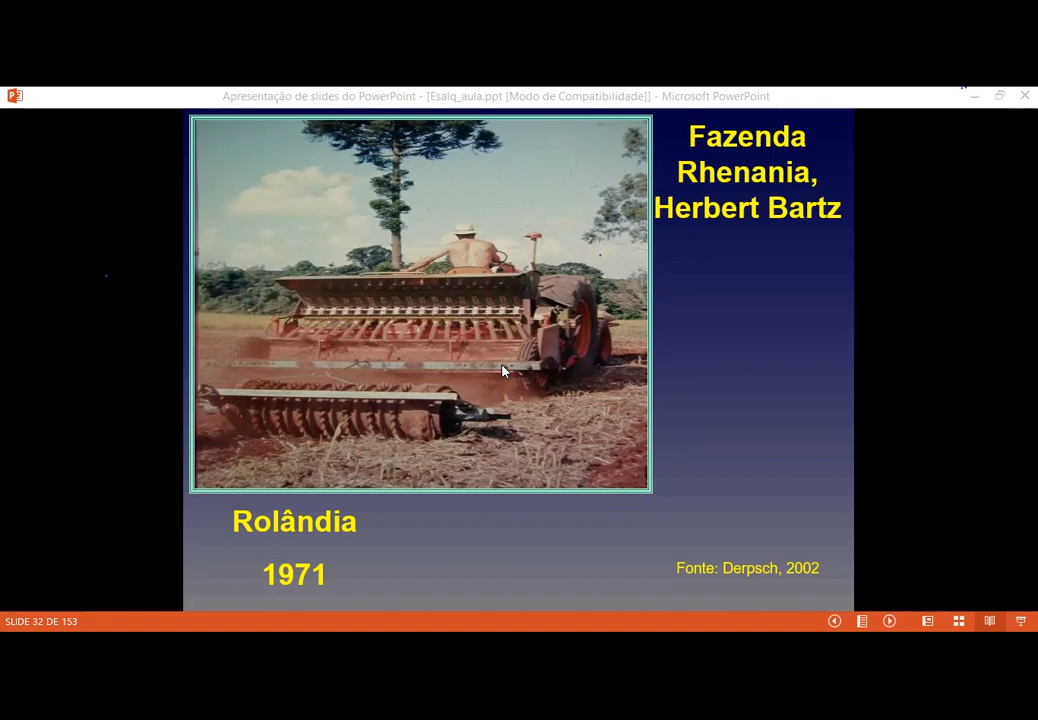 Apresentação de slides do PowerPoint - [Esalq_aula.ppt [Modo de Compatibilidade]] - Microsoft PowerPoint
Fazenda
Rhenania,
Herbert Bartz
Rolândia
1971
Fonte: Derpsch, 2002
SLIDE 32 DE 153